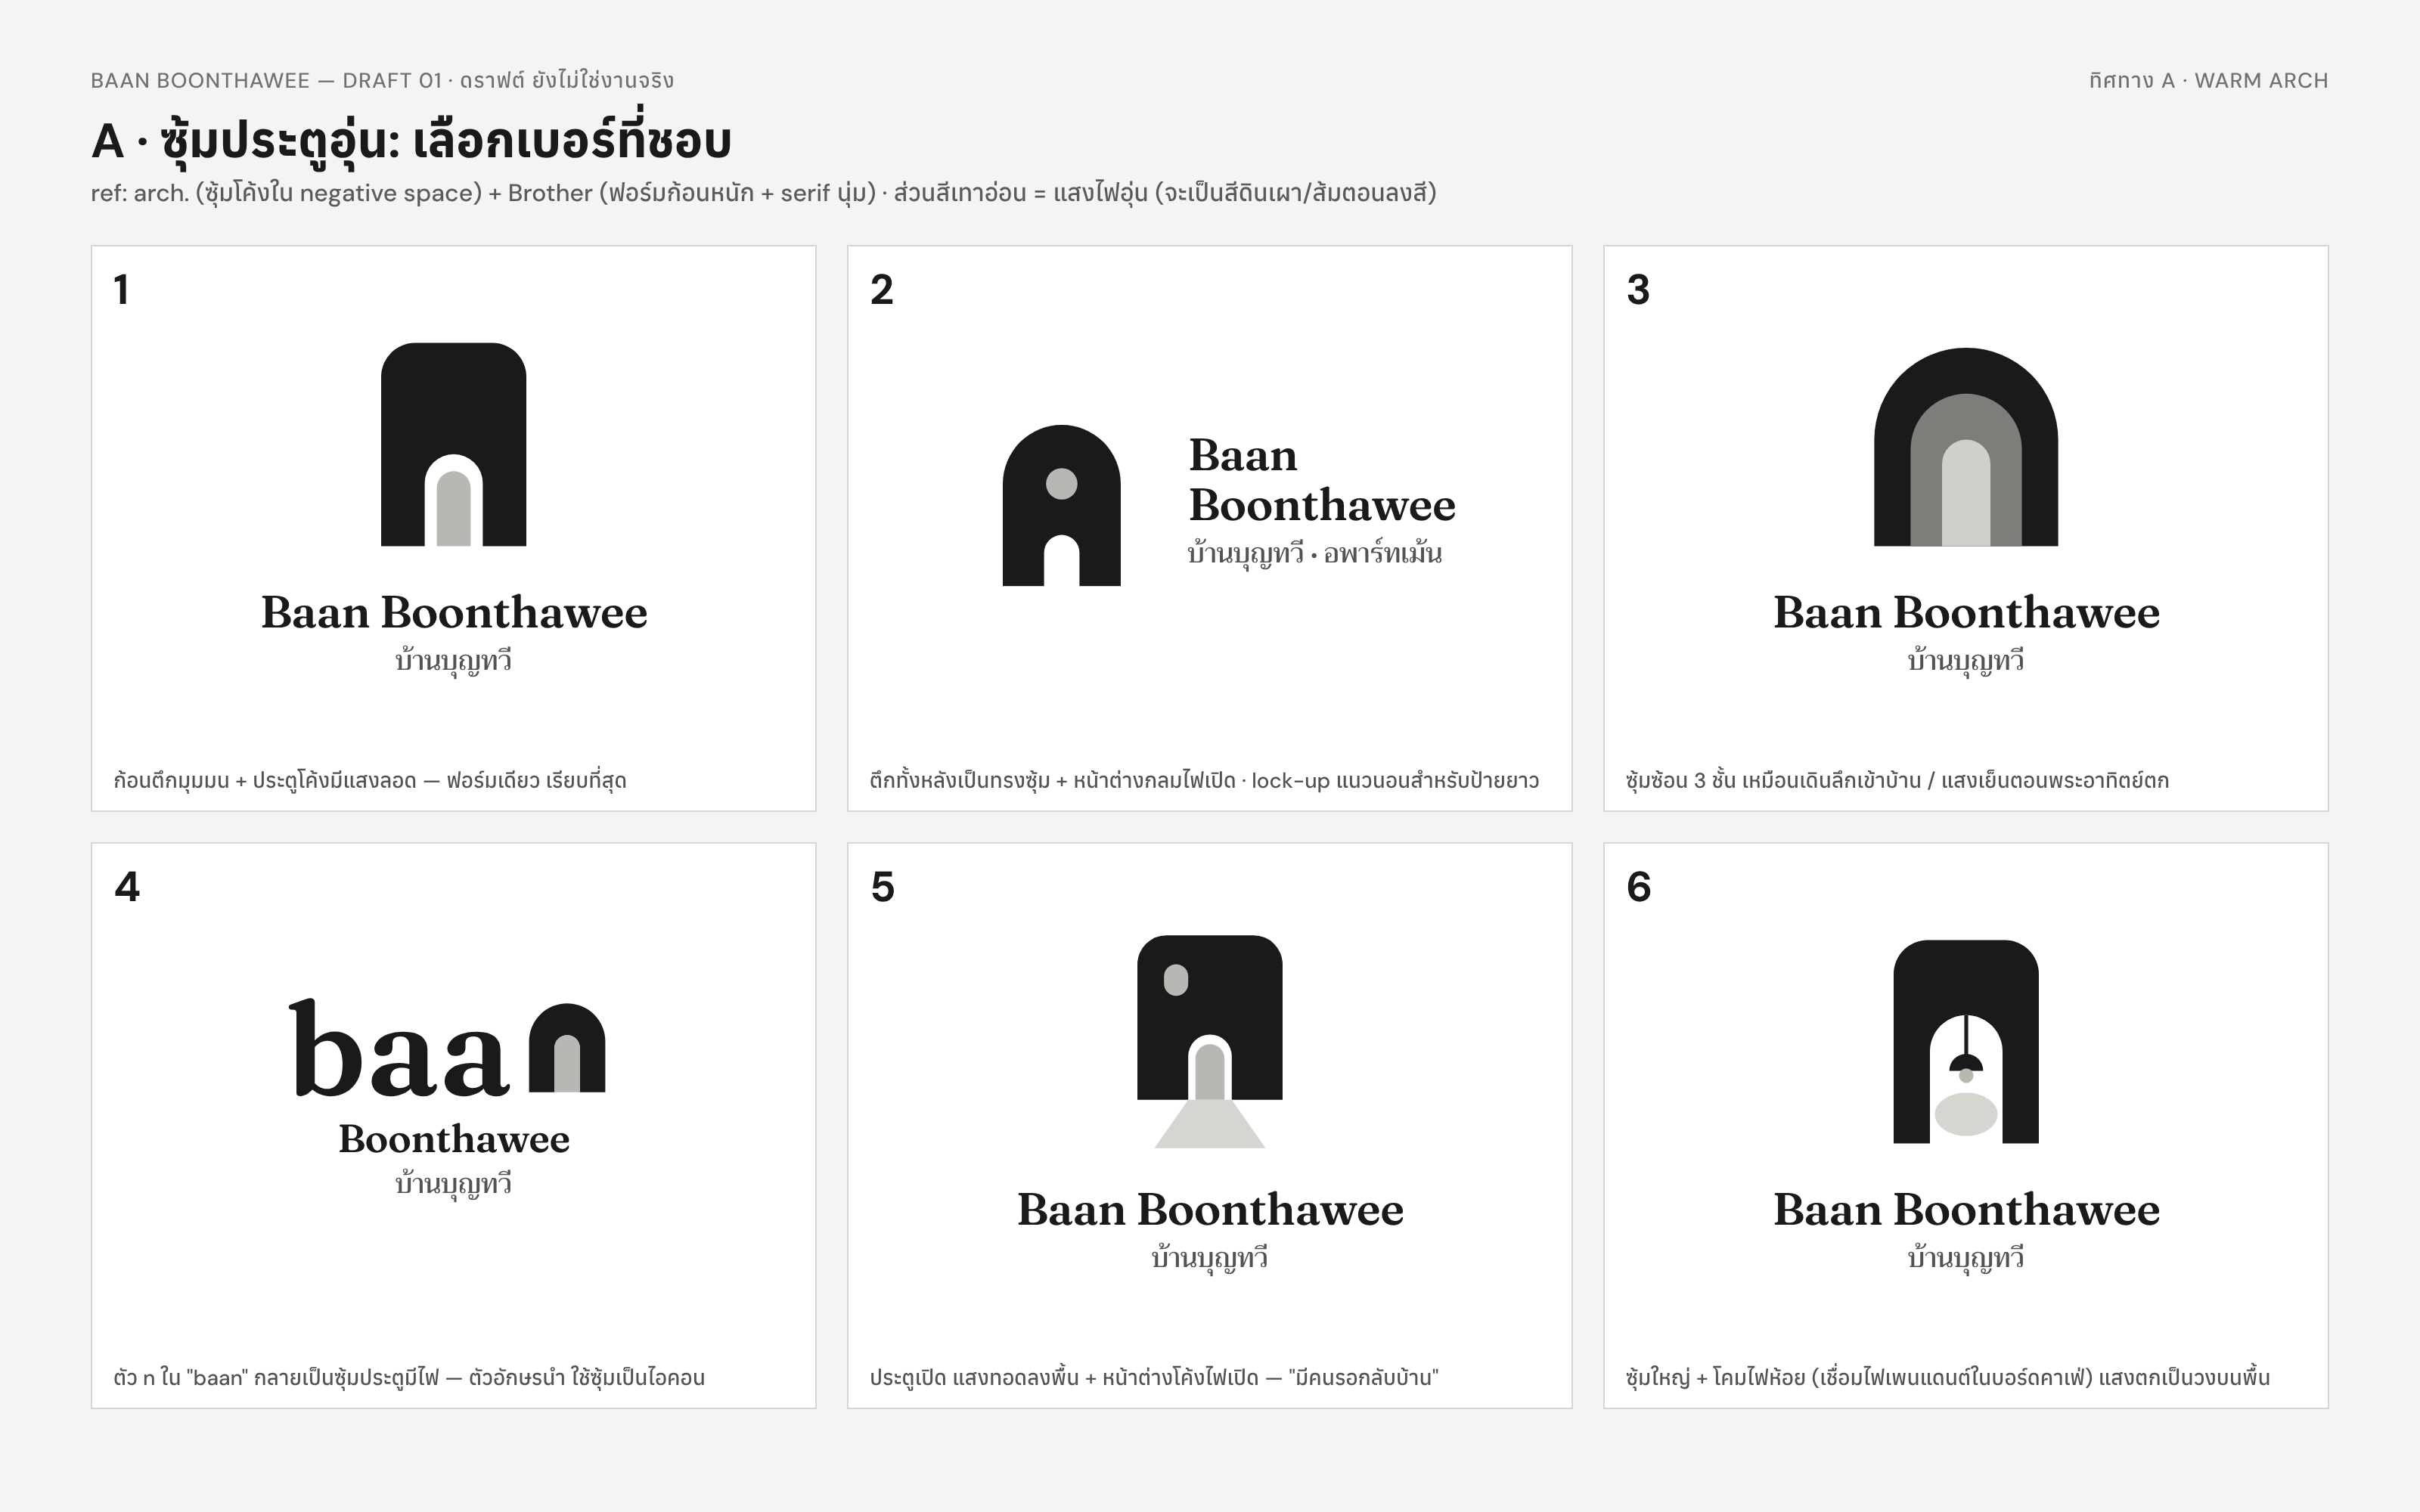 BAAN BOONTHAWEE — DRAFT 01 · ดราฟต์ ยังไม่ใช่งานจริง
ทิศทาง A · WARM ARCH
A · ซุ้มประตูอุ่น: เลือกเบอร์ที่ชอบ
ref: arch. (ซุ้มโค้งใน negative space) + Brother (ฟอร์มก้อนหนัก + serif นุ่ม) · ส่วนสีเทาอ่อน = แสงไฟอุ่น (จะเป็นสีดินเผา/ส้มตอนลงสี)
1
Baan Boonthawee
บ้านบุญทวี
ก้อนตึกมุมมน + ประตูโค้งมีแสงลอด — ฟอร์มเดียว เรียบที่สุด
2
Baan
Boonthawee
บ้านบุญทวี • อพาร์ทเม้น
ตึกทั้งหลังเป็นทรงซุ้ม + หน้าต่างกลมไฟเปิด · lock-up แนวนอนสำหรับป้ายยาว
3
Baan Boonthawee
บ้านบุญทวี
ซุ้มซ้อน 3 ชั้น เหมือนเดินลึกเข้าบ้าน / แสงเย็นตอนพระอาทิตย์ตก
4
baan
Boonthawee
บ้านบุญทวี
ตัว n ใน "baan" กลายเป็นซุ้มประตูมีไฟ — ตัวอักษรนำ ใช้ซุ้มเป็นไอคอน
5
Baan Boonthawee
บ้านบุญทวี
ประตูเปิด แสงทอดลงพื้น + หน้าต่างโค้งไฟเปิด — "มีคนรอกลับบ้าน"
6
Baan Boonthawee
บ้านบุญทวี
ซุ้มใหญ่ + โคมไฟห้อย (เชื่อมไฟเพนแดนต์ในบอร์ดคาเฟ่) แสงตกเป็นวงบนพื้น